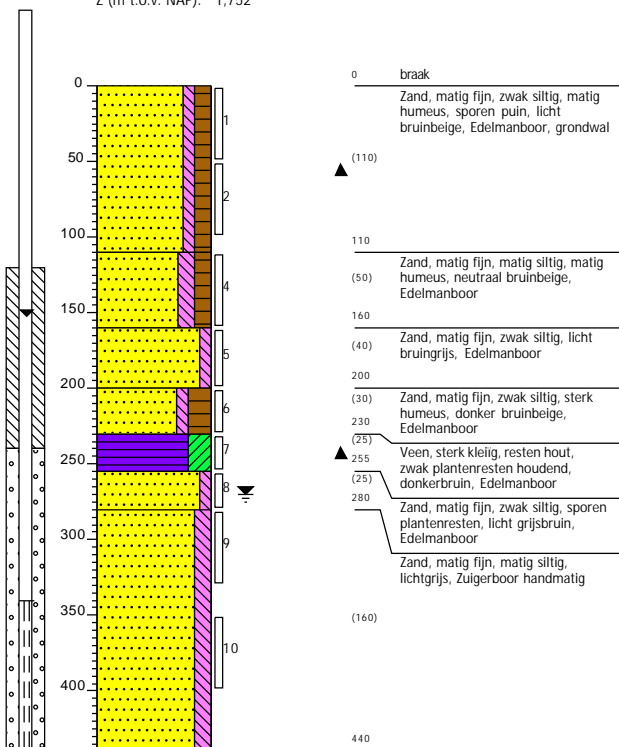 Z (m t.o.v. NAP): 1,752
0
50
100
150
200
250
300
350
400
1
2
4
5
6
7
8
9
10
0 braak
Zand, matig fijn, zwak siltig, matig
humeus, sporen puin, licht
bruinbeige, Edelmanboor, grondwal
(110)
110
Zand, matig fijn, matig siltig, matig
humeus, neutraal bruinbeige,
Edelmanboor
(50)
160
Zand, matig fijn, zwak siltig, licht
bruingrijs, Edelmanboor
(40)
200
Zand, matig fijn, zwak siltig, sterk
humeus, donker bruinbeige,
Edelmanboor
(30)
230
(25)
Veen, sterk kleiïg, resten hout,
zwak plantenresten houdend,
donkerbruin, Edelmanboor
255
(25)
280
Zand, matig fijn, zwak siltig, sporen
plantenresten, licht grijsbruin,
Edelmanboor
Zand, matig fijn, matig siltig,
lichtgrijs, Zuigerboor handmatig
(160)
440